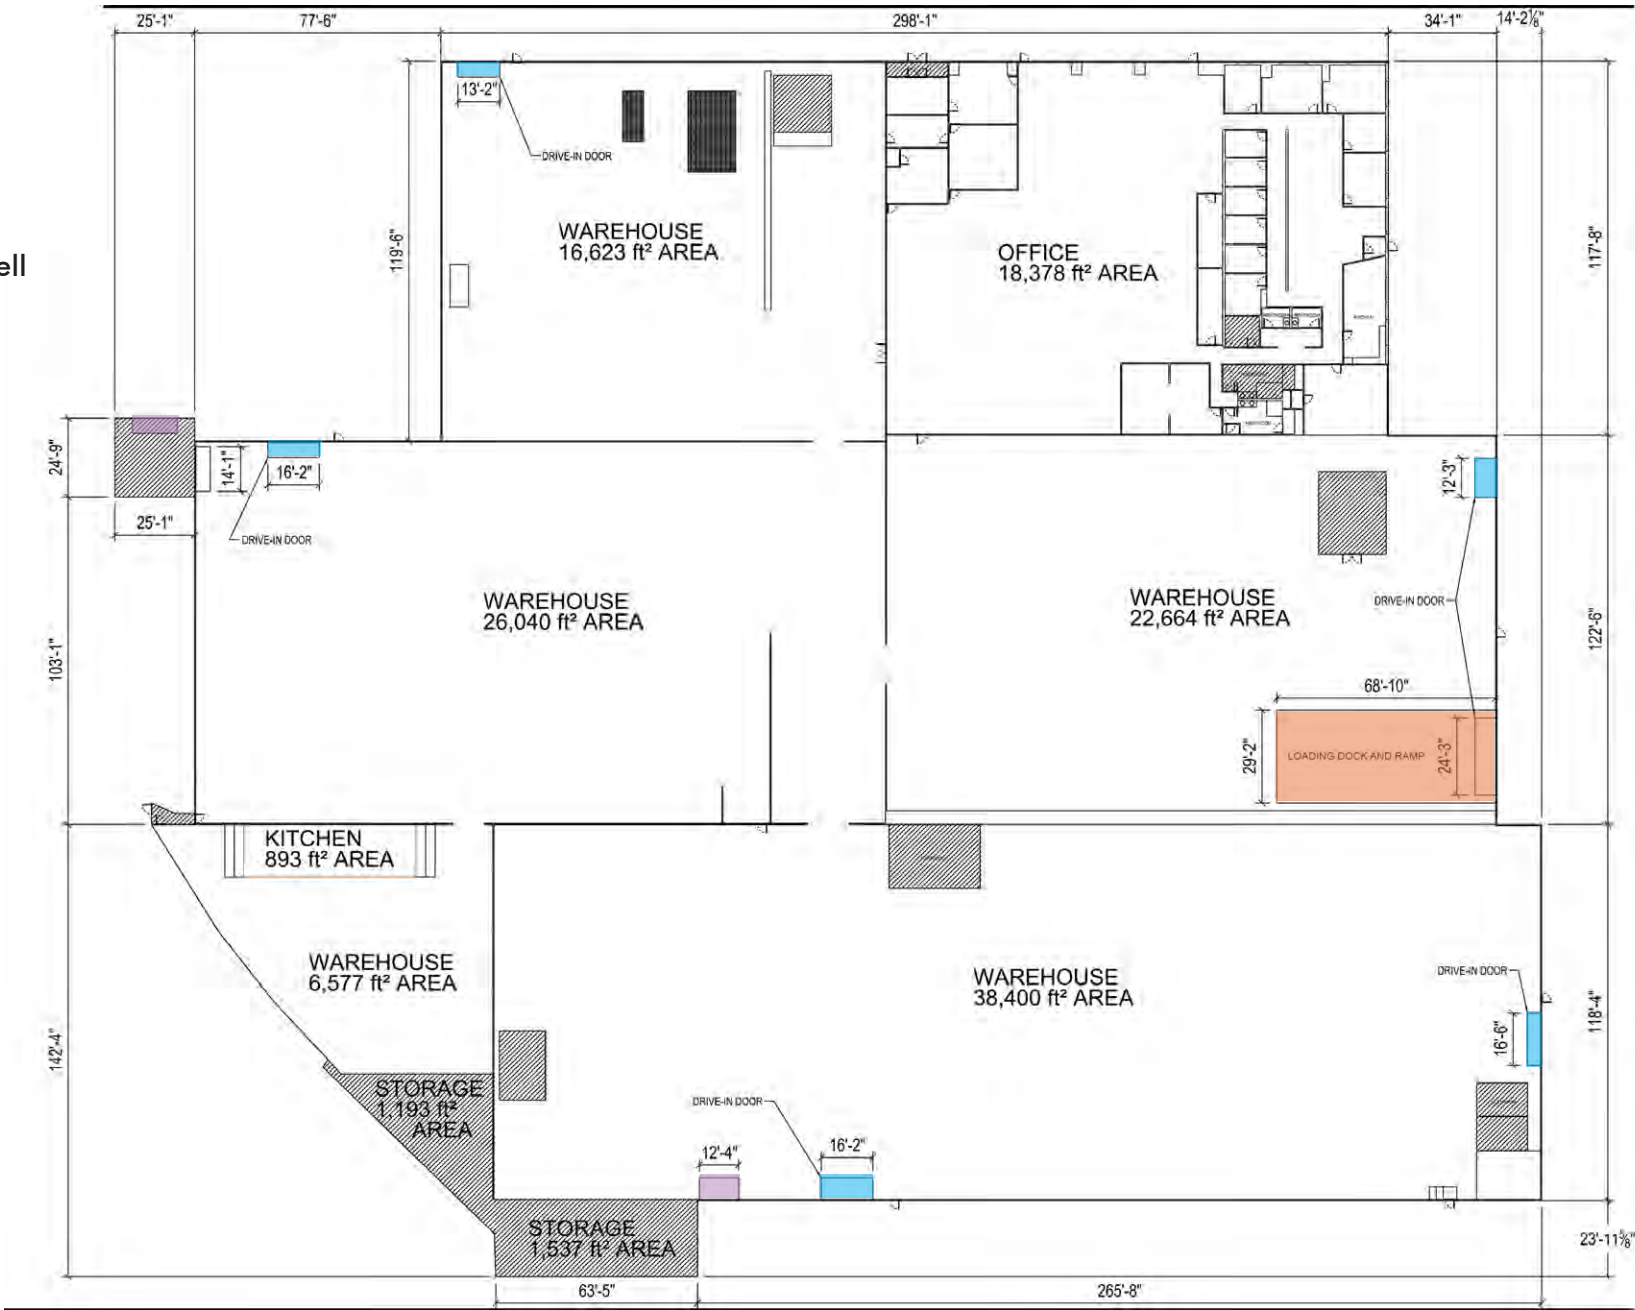 25'-1"
77'-6"
298'-1"
34'-1"
14'-2⅛"
13'-2"
DRIVE-IN DOOR
119'-6"
117'-8"
WAREHOUSE
16,623 ft² AREA
OFFICE
18,378 ft² AREA
ell
24'-9"
14'-1"
16'-2"
12'-3"
25'-1"
DRIVE-IN DOOR
WAREHOUSE
26,040 ft² AREA
WAREHOUSE
22,664 ft² AREA
DRIVE-IN DOOR
103'-1"
122'-6"
68'-10"
29'-2"
LOADING DOCK AND RAMP
24'-3"
KITCHEN
893 ft² AREA
WAREHOUSE
6,577 ft² AREA
WAREHOUSE
38,400 ft² AREA
DRIVE-IN DOOR
16'-6"
118'-4"
142'-4"
STORAGE
1,193 ft²
AREA
DRIVE-IN DOOR
12'-4"
16'-2"
STORAGE
1,537 ft² AREA
23'-11⅝"
63'-5"
265'-8"